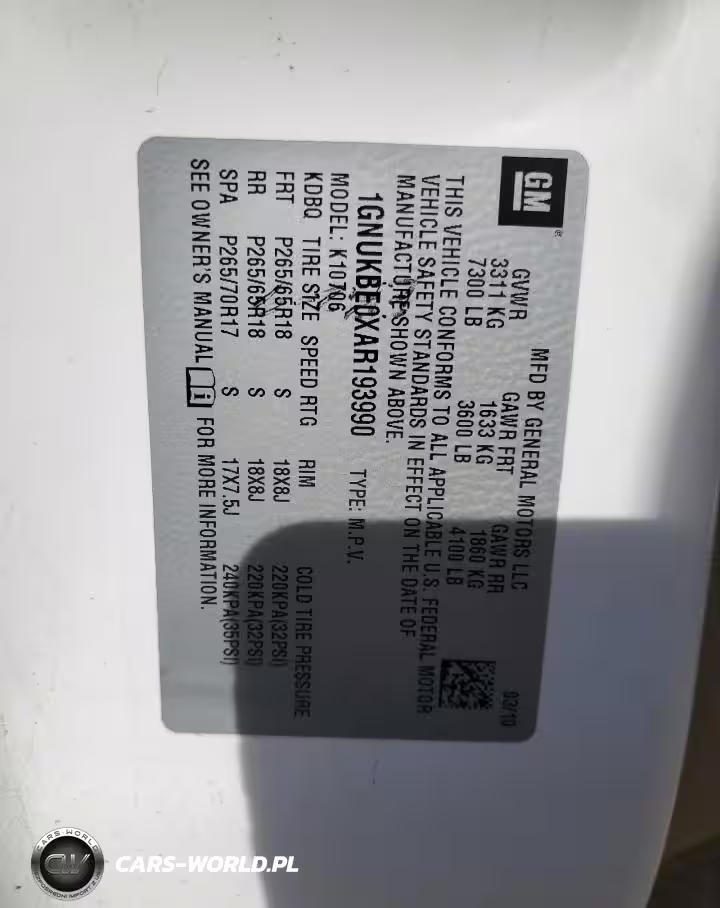 GM
®
MFD BY GENERAL MOTORS LLC
03/10
GVWR GAWR FRT GAWR RR
3311 KG 1633 KG 1860 KG
7300 LB 3600 LB 4100 LB
THIS VEHICLE CONFORMS TO ALL APPLICABLE U.S. FEDERAL MOTOR
VEHICLE SAFETY STANDARDS IN EFFECT ON THE DATE OF
MANUFACTURE SHOWN ABOVE.
1GNUKBE0XAR193990 TYPE: M.P.V.
MODEL: K10706
KDBQ TIRE SIZE SPEED RTG RIM COLD TIRE PRESSURE
FRT P265/65R18 S 18X8J 220KPA(32PSI)
RR P265/65R18 S 18X8J 220KPA(32PSI)
SPA P265/70R17 S 17X7.5J 240KPA(35PSI)
SEE OWNER'S MANUAL FOR MORE INFORMATION.
CARS-WORLD
CW
CARS-WORLD.PL